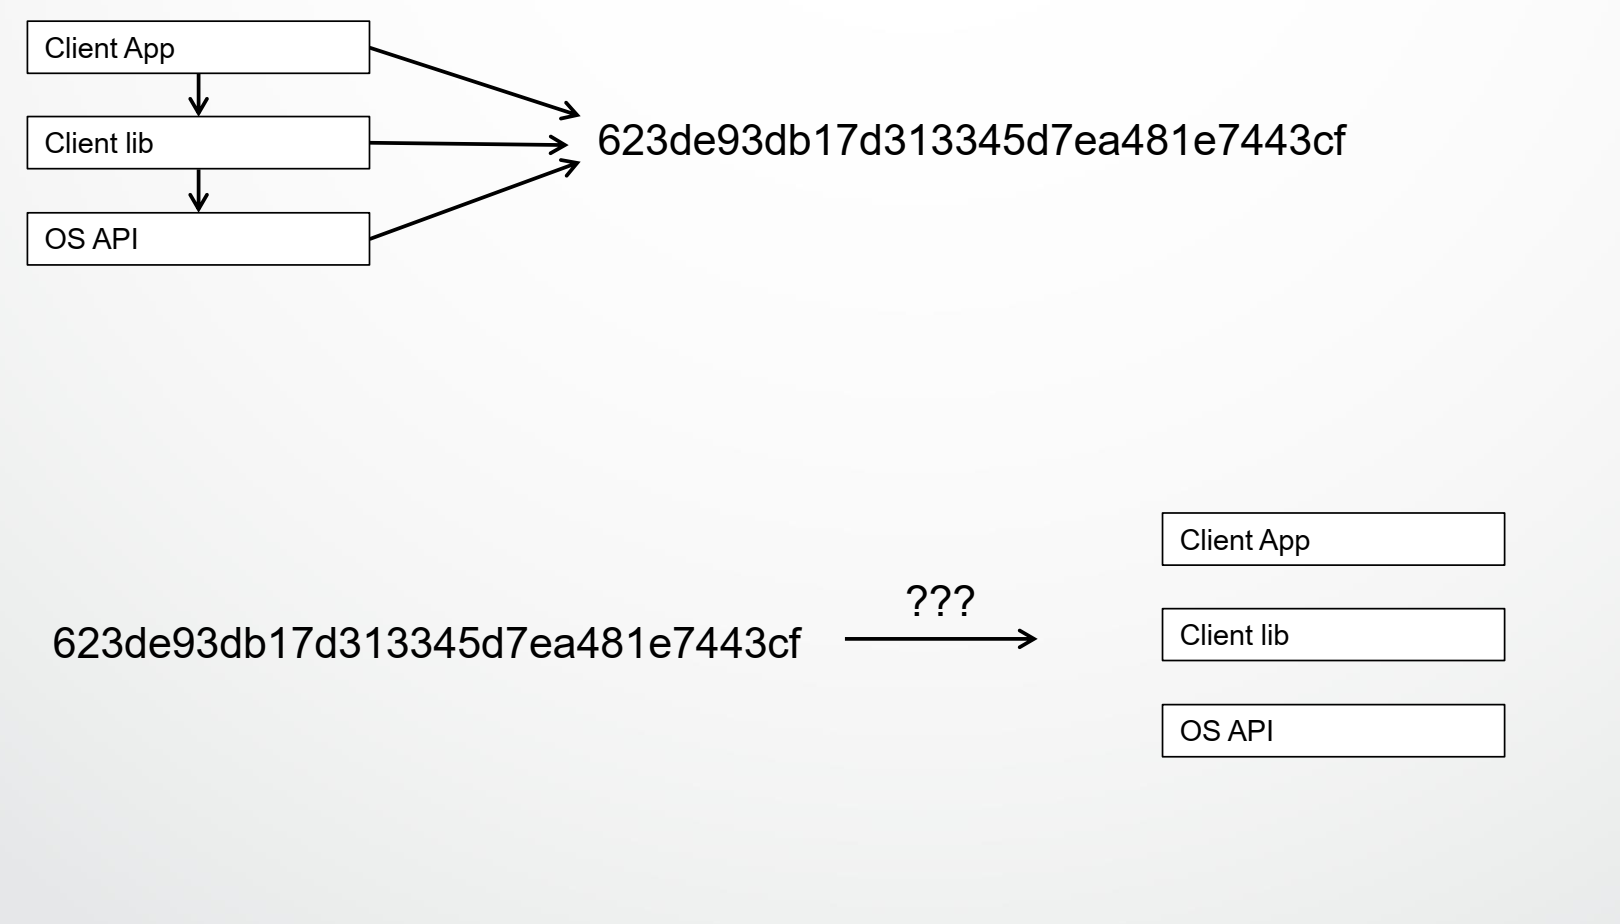 Client App
Client lib
OS API
623de93db17d313345d7ea481e7443cf
623de93db17d313345d7ea481e7443cf
???
Client App
Client lib
OS API